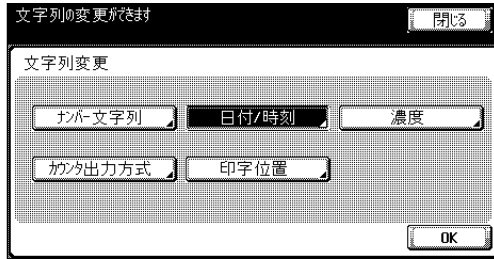 文字列の変更ができます
閉じる
文字列変更
ﾅﾝﾊﾞｰ文字列
日付/時刻
濃度
ｶｳﾝﾀ出力方式
印字位置
OK